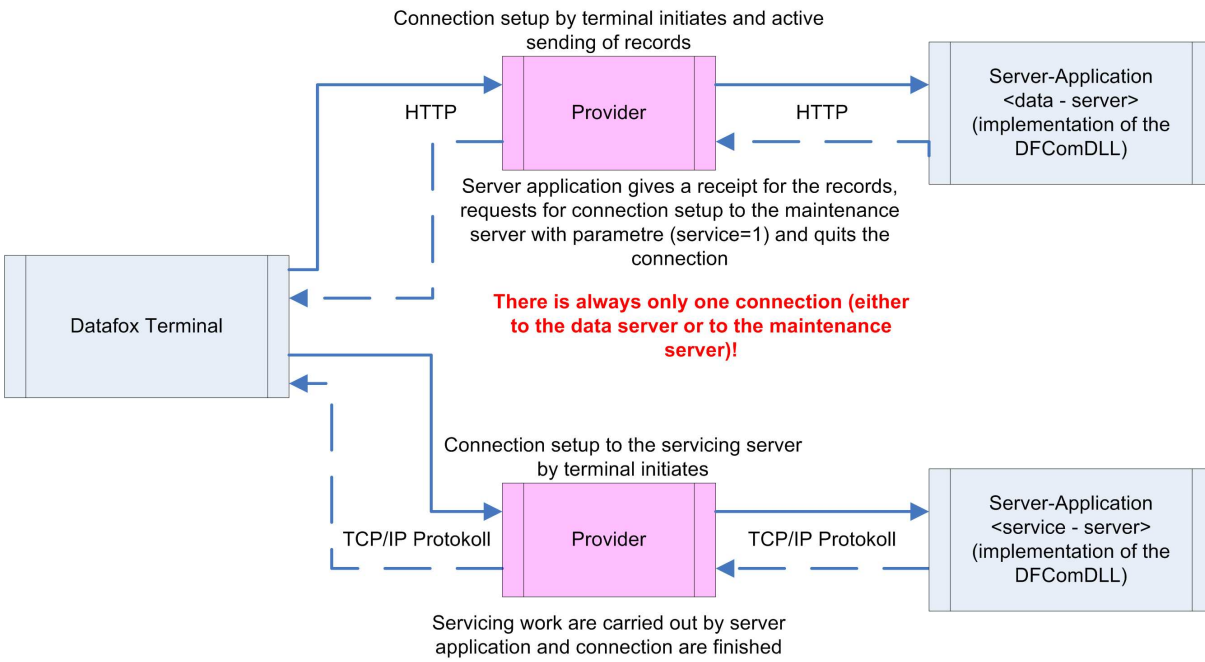 Connection setup by terminal initiates and active
sending of records
HTTP
Provider
HTTP
Server-Application
<data - server>
(implementation of the
DFComDLL)
Server application gives a receipt for the records,
requests for connection setup to the maintenance
server with parametre (service=1) and quits the
connection
There is always only one connection (either
to the data server or to the maintenance
server)!
Datafox Terminal
Connection setup to the servicing server
by terminal initiates
TCP/IP Protokoll
Provider
TCP/IP Protokoll
Server-Application
<service - server>
(implementation of the
DFComDLL)
Servicing work are carried out by server
application and connection are finished